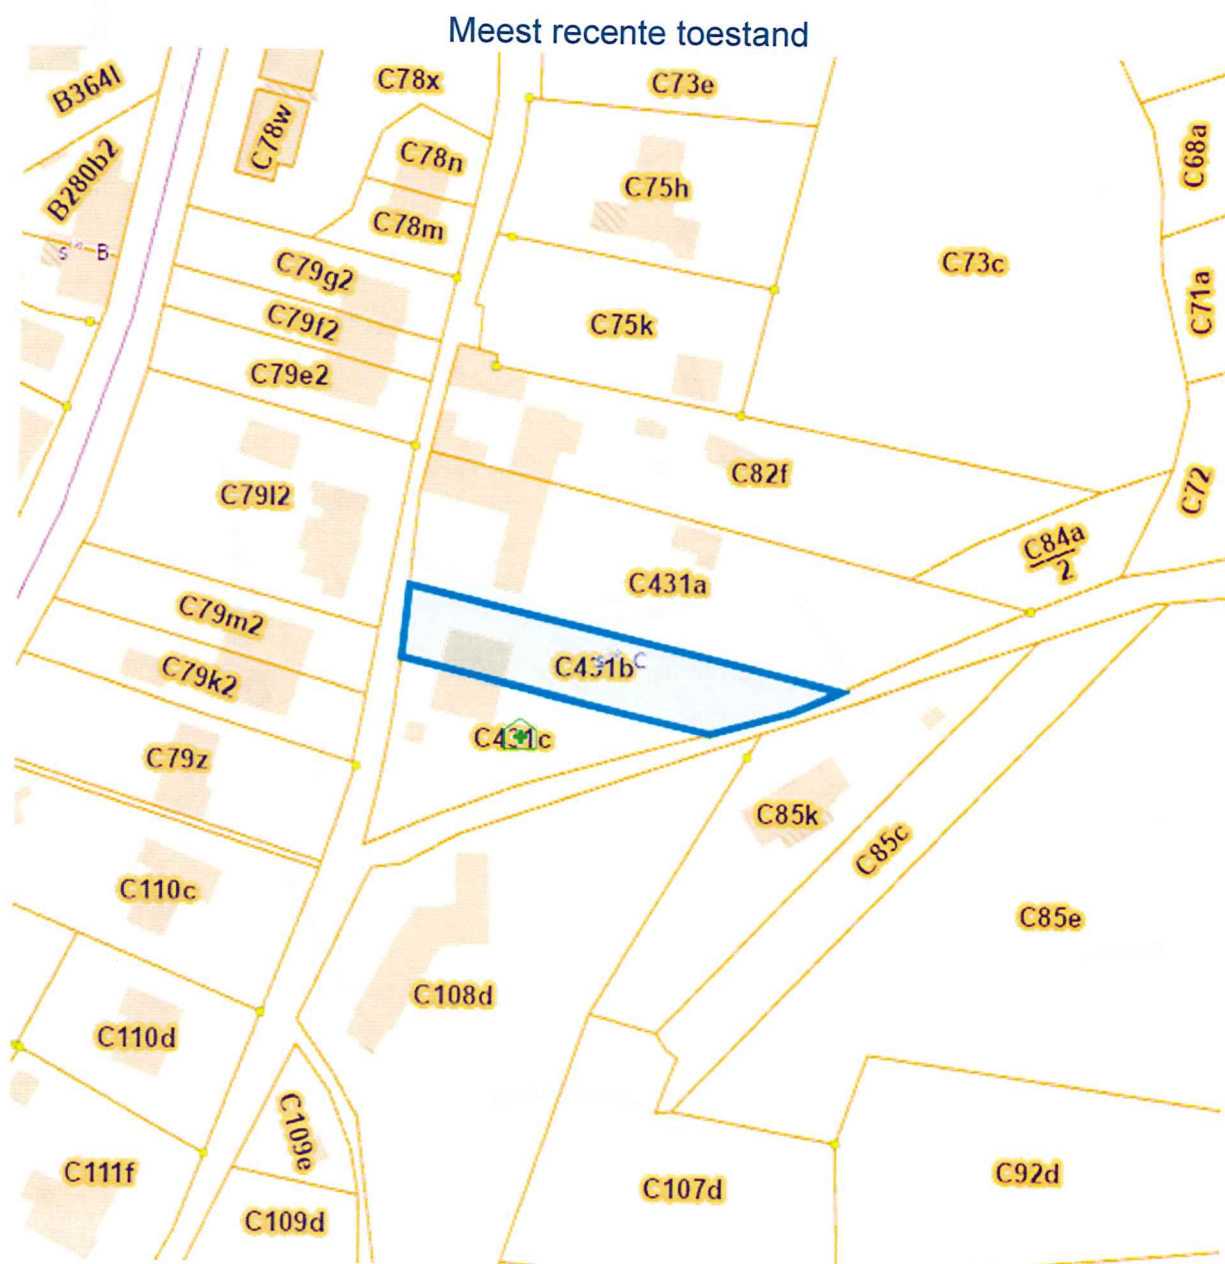 Meest recente toestand
B364l
C78x
C73e
C78w
C78n
C68a
B280b2
C75h
C78m
s B
C79g2
C73c
C71a
C79f2
C75k
C79e2
C82f
C79l2
C72
C84a
2
C431a
C79m2
C431b
s C
C79k2
C431c
C79z
C85k
C85c
C110c
C85e
C108d
C110d
C109e
C111f
C107d
C92d
C109d